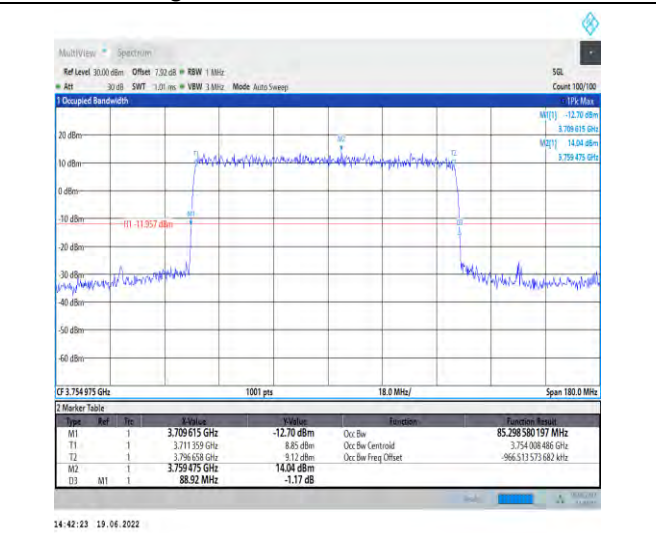 MultiView Spectrum
Ref Level 30.00 dBm Offset 7.92 dB RBW 1 MHz SGL
Att 30 dB SWT 1.01 ms VBW 3 MHz Mode Auto Sweep Count 100/100
1 Occupied Bandwidth 1Pk Max
M1[1] -12.70 dBm
3.709 615 GHz
M2[1] 14.04 dBm
3.759 475 GHz
20 dBm
M2
T1 T2
10 dBm
0 dBm
M1
-10 dBm
H1 -11.957 dBm
D3
-20 dBm
-30 dBm
-40 dBm
-50 dBm
-60 dBm
CF 3.754 975 GHz 1001 pts 18.0 MHz/ Span 180.0 MHz
2 Marker Table
Type Ref Trc X-Value Y-Value Function Function Result
M1 1 3.709 615 GHz -12.70 dBm Occ Bw 85.298 580 197 MHz
T1 1 3.711 359 GHz 8.85 dBm Occ Bw Centroid 3.754 008 486 GHz
T2 1 3.796 658 GHz 9.12 dBm Occ Bw Freq Offset -966.513 573 682 kHz
M2 1 3.759 475 GHz 14.04 dBm
D3 M1 1 88.92 MHz -1.17 dB
14:42:23 19.06.2022